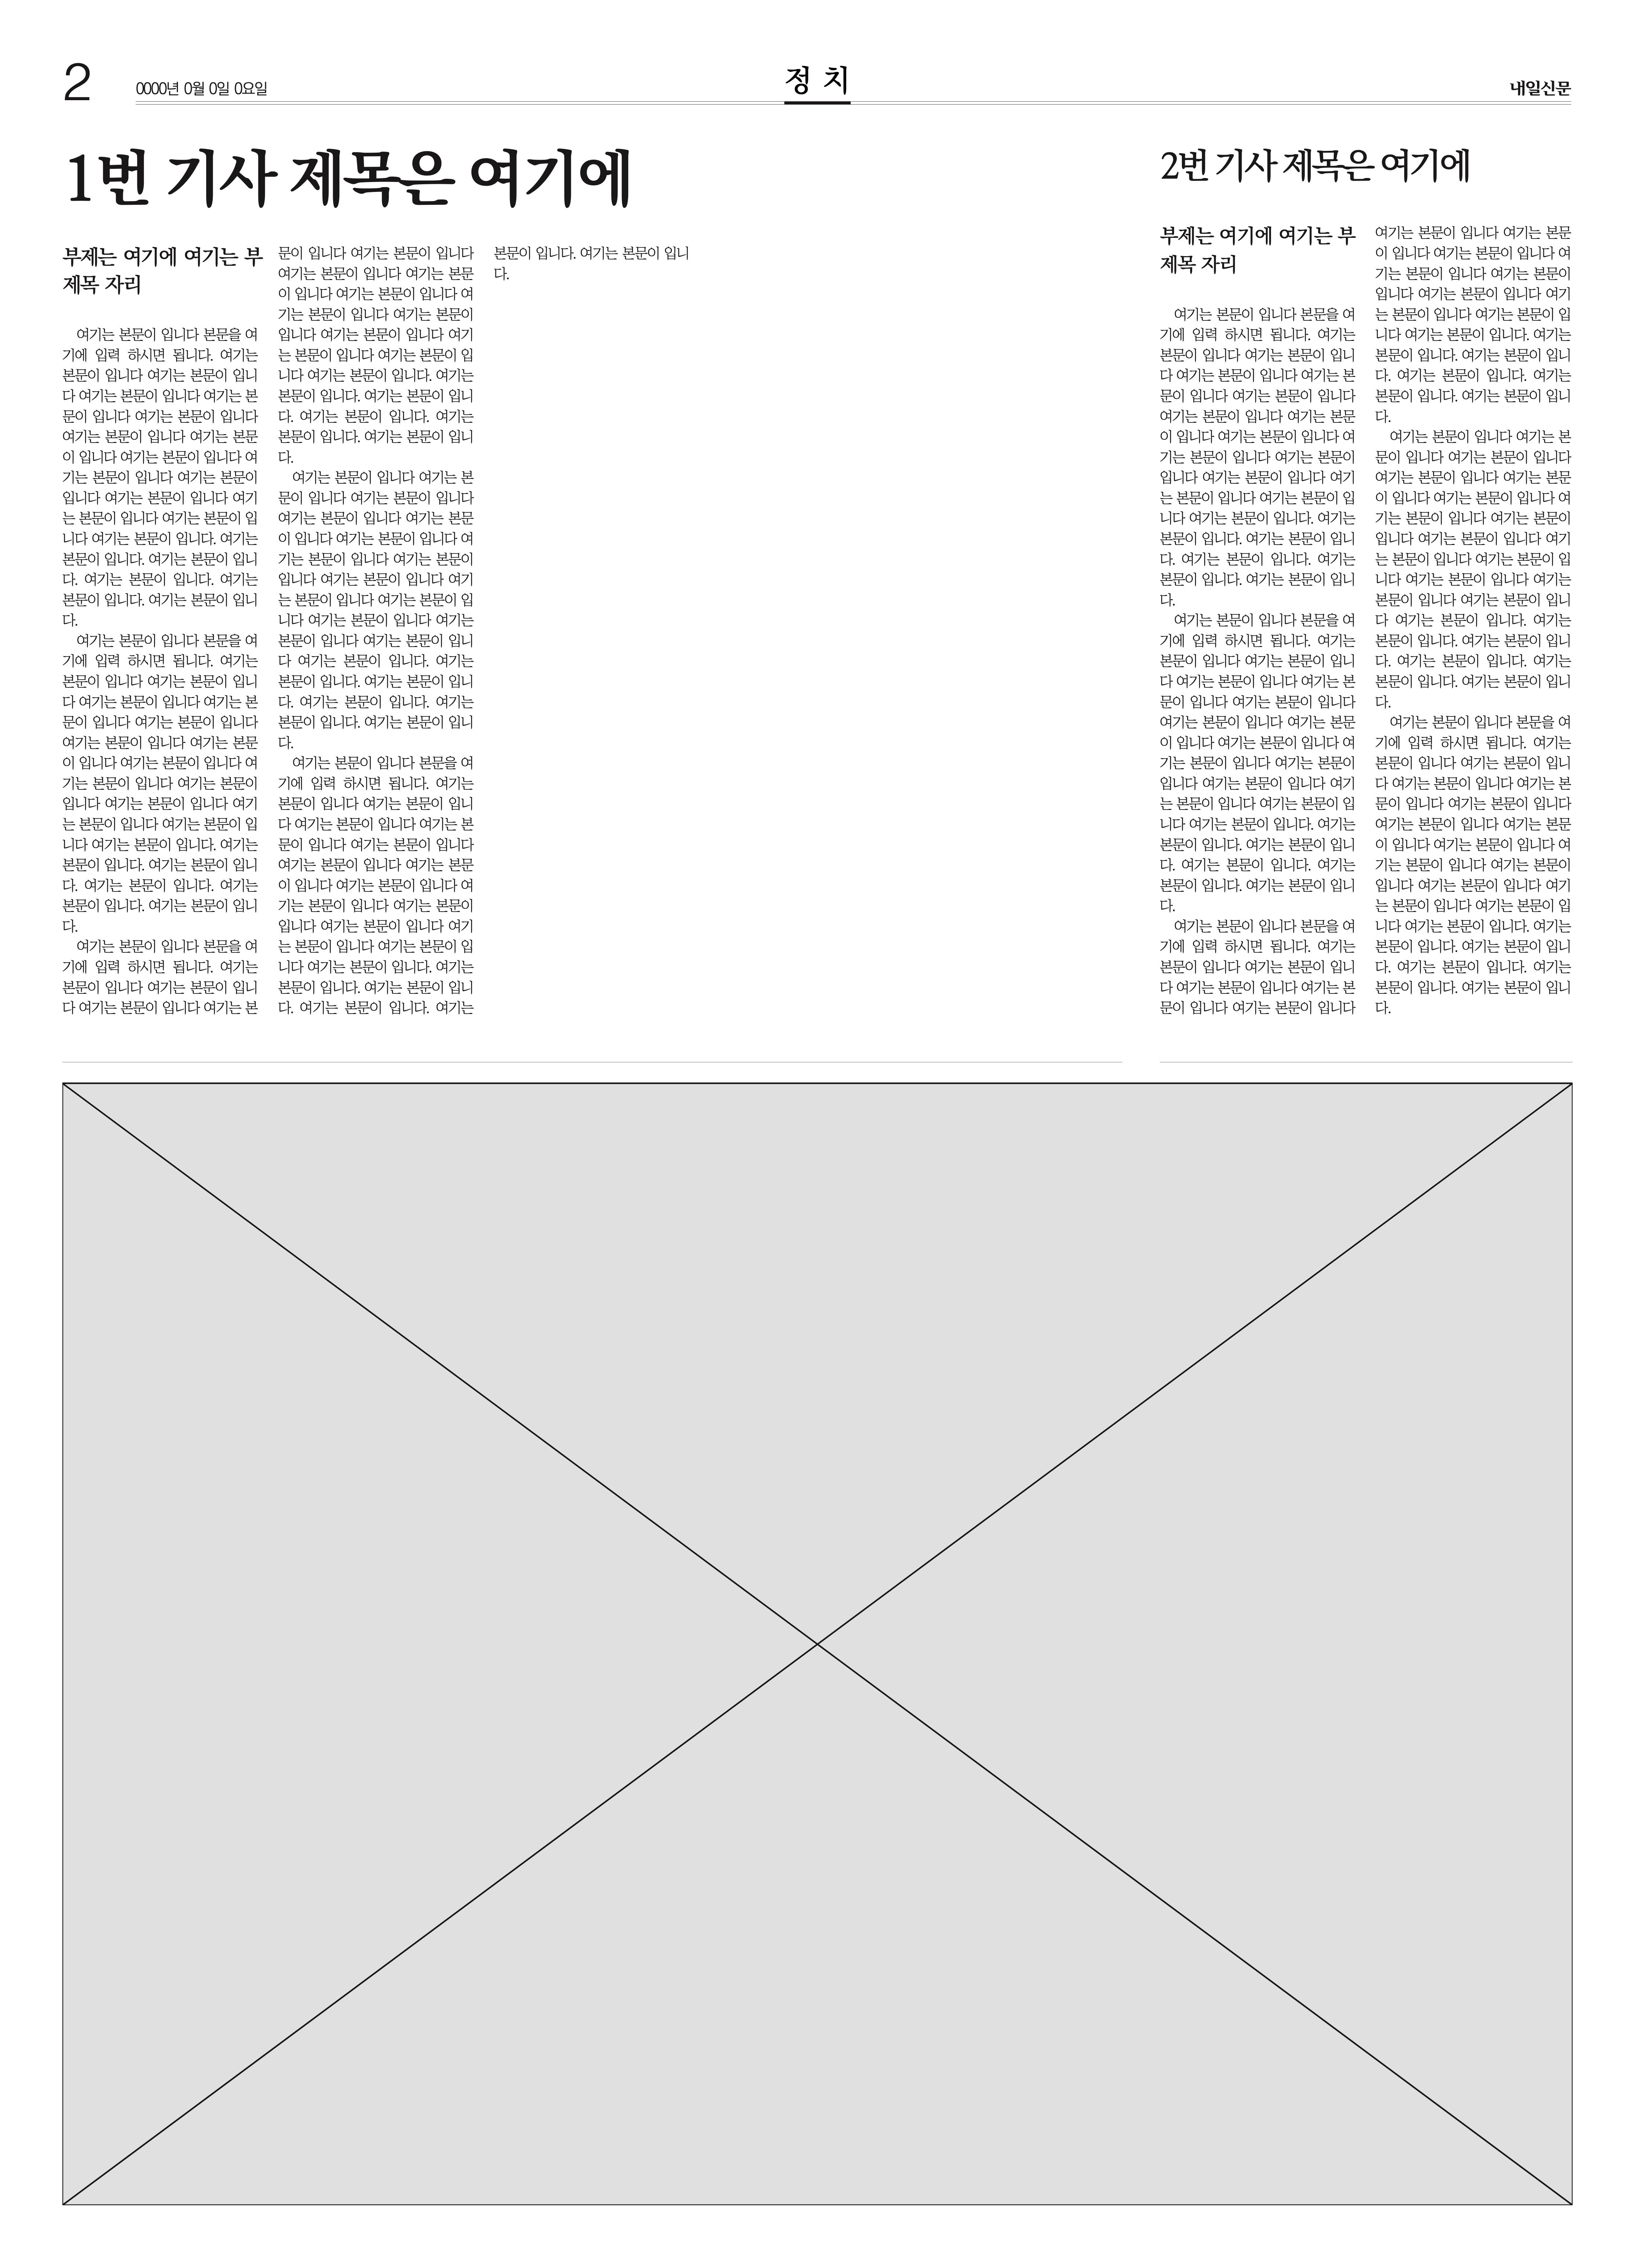 2
0000년 0월 0일 0요일
정 치
내일신문
1번 기사 제목은 여기에
부제는 여기에 여기는 부
제목 자리
여기는 본문이 입니다 본문을 여
기에 입력 하시면 됩니다. 여기는
본문이 입니다 여기는 본문이 입니
다 여기는 본문이 입니다 여기는 본
문이 입니다 여기는 본문이 입니다
여기는 본문이 입니다 여기는 본문
이 입니다 여기는 본문이 입니다 여
기는 본문이 입니다 여기는 본문이
입니다 여기는 본문이 입니다 여기
는 본문이 입니다 여기는 본문이 입
니다 여기는 본문이 입니다. 여기는
본문이 입니다. 여기는 본문이 입니
다. 여기는 본문이 입니다. 여기는
본문이 입니다. 여기는 본문이 입니
다.
여기는 본문이 입니다 본문을 여
기에 입력 하시면 됩니다. 여기는
본문이 입니다 여기는 본문이 입니
다 여기는 본문이 입니다 여기는 본
문이 입니다 여기는 본문이 입니다
여기는 본문이 입니다 여기는 본문
이 입니다 여기는 본문이 입니다 여
기는 본문이 입니다 여기는 본문이
입니다 여기는 본문이 입니다 여기
는 본문이 입니다 여기는 본문이 입
니다 여기는 본문이 입니다. 여기는
본문이 입니다. 여기는 본문이 입니
다. 여기는 본문이 입니다. 여기는
본문이 입니다. 여기는 본문이 입니
다.
여기는 본문이 입니다 본문을 여
기에 입력 하시면 됩니다. 여기는
본문이 입니다 여기는 본문이 입니
다 여기는 본문이 입니다 여기는 본
문이 입니다 여기는 본문이 입니다
여기는 본문이 입니다 여기는 본문
이 입니다 여기는 본문이 입니다 여
기는 본문이 입니다 여기는 본문이
입니다 여기는 본문이 입니다 여기
는 본문이 입니다 여기는 본문이 입
니다 여기는 본문이 입니다. 여기는
본문이 입니다. 여기는 본문이 입니
다. 여기는 본문이 입니다. 여기는
본문이 입니다. 여기는 본문이 입니
다.
여기는 본문이 입니다 여기는 본
문이 입니다 여기는 본문이 입니다
여기는 본문이 입니다 여기는 본문
이 입니다 여기는 본문이 입니다 여
기는 본문이 입니다 여기는 본문이
입니다 여기는 본문이 입니다 여기
는 본문이 입니다 여기는 본문이 입
니다 여기는 본문이 입니다 여기는
본문이 입니다 여기는 본문이 입니
다 여기는 본문이 입니다. 여기는
본문이 입니다. 여기는 본문이 입니
다. 여기는 본문이 입니다. 여기는
본문이 입니다. 여기는 본문이 입니
다.
여기는 본문이 입니다 본문을 여
기에 입력 하시면 됩니다. 여기는
본문이 입니다 여기는 본문이 입니
다 여기는 본문이 입니다 여기는 본
문이 입니다 여기는 본문이 입니다
여기는 본문이 입니다 여기는 본문
이 입니다 여기는 본문이 입니다 여
기는 본문이 입니다 여기는 본문이
입니다 여기는 본문이 입니다 여기
는 본문이 입니다 여기는 본문이 입
니다 여기는 본문이 입니다. 여기는
본문이 입니다. 여기는 본문이 입니
다. 여기는 본문이 입니다. 여기는
본문이 입니다. 여기는 본문이 입니
다.
2번 기사 제목은 여기에
부제는 여기에 여기는 부
제목 자리
여기는 본문이 입니다 본문을 여
기에 입력 하시면 됩니다. 여기는
본문이 입니다 여기는 본문이 입니
다 여기는 본문이 입니다 여기는 본
문이 입니다 여기는 본문이 입니다
여기는 본문이 입니다 여기는 본문
이 입니다 여기는 본문이 입니다 여
기는 본문이 입니다 여기는 본문이
입니다 여기는 본문이 입니다 여기
는 본문이 입니다 여기는 본문이 입
니다 여기는 본문이 입니다. 여기는
본문이 입니다. 여기는 본문이 입니
다. 여기는 본문이 입니다. 여기는
본문이 입니다. 여기는 본문이 입니
다.
여기는 본문이 입니다 본문을 여
기에 입력 하시면 됩니다. 여기는
본문이 입니다 여기는 본문이 입니
다 여기는 본문이 입니다 여기는 본
문이 입니다 여기는 본문이 입니다
여기는 본문이 입니다 여기는 본문
이 입니다 여기는 본문이 입니다 여
기는 본문이 입니다 여기는 본문이
입니다 여기는 본문이 입니다 여기
는 본문이 입니다 여기는 본문이 입
니다 여기는 본문이 입니다. 여기는
본문이 입니다. 여기는 본문이 입니
다. 여기는 본문이 입니다. 여기는
본문이 입니다. 여기는 본문이 입니
다.
여기는 본문이 입니다 본문을 여
기에 입력 하시면 됩니다. 여기는
본문이 입니다 여기는 본문이 입니
다 여기는 본문이 입니다 여기는 본
문이 입니다 여기는 본문이 입니다
여기는 본문이 입니다 여기는 본문
이 입니다 여기는 본문이 입니다 여
기는 본문이 입니다 여기는 본문이
입니다 여기는 본문이 입니다 여기
는 본문이 입니다 여기는 본문이 입
니다 여기는 본문이 입니다. 여기는
본문이 입니다. 여기는 본문이 입니
다. 여기는 본문이 입니다. 여기는
본문이 입니다. 여기는 본문이 입니
다.
여기는 본문이 입니다 여기는 본
문이 입니다 여기는 본문이 입니다
여기는 본문이 입니다 여기는 본문
이 입니다 여기는 본문이 입니다 여
기는 본문이 입니다 여기는 본문이
입니다 여기는 본문이 입니다 여기
는 본문이 입니다 여기는 본문이 입
니다 여기는 본문이 입니다 여기는
본문이 입니다 여기는 본문이 입니
다 여기는 본문이 입니다. 여기는
본문이 입니다. 여기는 본문이 입니
다. 여기는 본문이 입니다. 여기는
본문이 입니다. 여기는 본문이 입니
다.
여기는 본문이 입니다 본문을 여
기에 입력 하시면 됩니다. 여기는
본문이 입니다 여기는 본문이 입니
다 여기는 본문이 입니다 여기는 본
문이 입니다 여기는 본문이 입니다
여기는 본문이 입니다 여기는 본문
이 입니다 여기는 본문이 입니다 여
기는 본문이 입니다 여기는 본문이
입니다 여기는 본문이 입니다 여기
는 본문이 입니다 여기는 본문이 입
니다 여기는 본문이 입니다. 여기는
본문이 입니다. 여기는 본문이 입니
다. 여기는 본문이 입니다. 여기는
본문이 입니다. 여기는 본문이 입니
다.